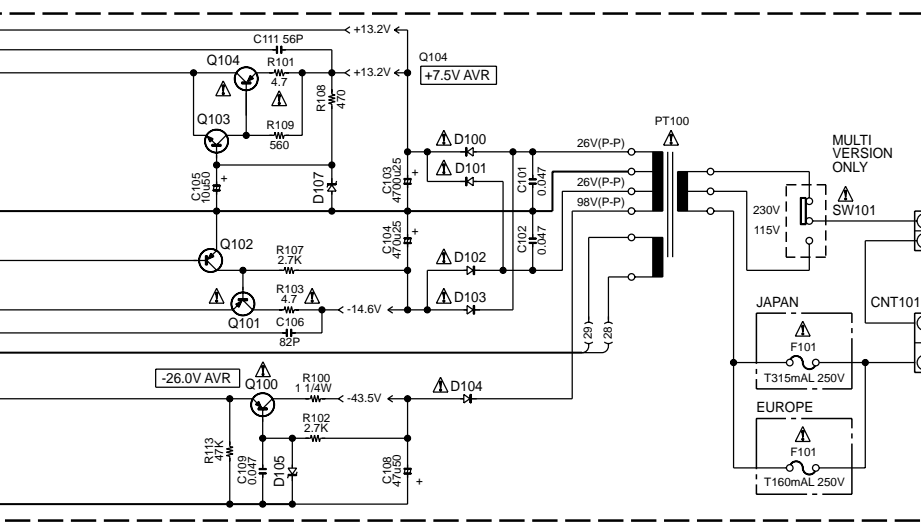 +13.2V
C111 56P
Q104
R101
4.7
+13.2V
Q104
+7.5V AVR
R108
470
Q103
R109
560
C105
10u50
+
D107
C103
4700u25
+
D100
D101
C101
0.047
26V(P-P)
26V(P-P)
98V(P-P)
PT100
MULTI
VERSION
ONLY
230V
115V
SW101
Q102
R107
2.7K
C104
470u25
+
C102
0.047
D102
R103
4.7
Q101
C106
82P
-14.6V
D103
29
28
JAPAN
F101
T315mAL 250V
CNT101
-26.0V AVR
Q100
R100
1 1/4W
-43.5V
D104
R102
2.7K
R113
47K
C109
0.047
D105
C108
47u50
+
EUROPE
F101
T160mAL 250V